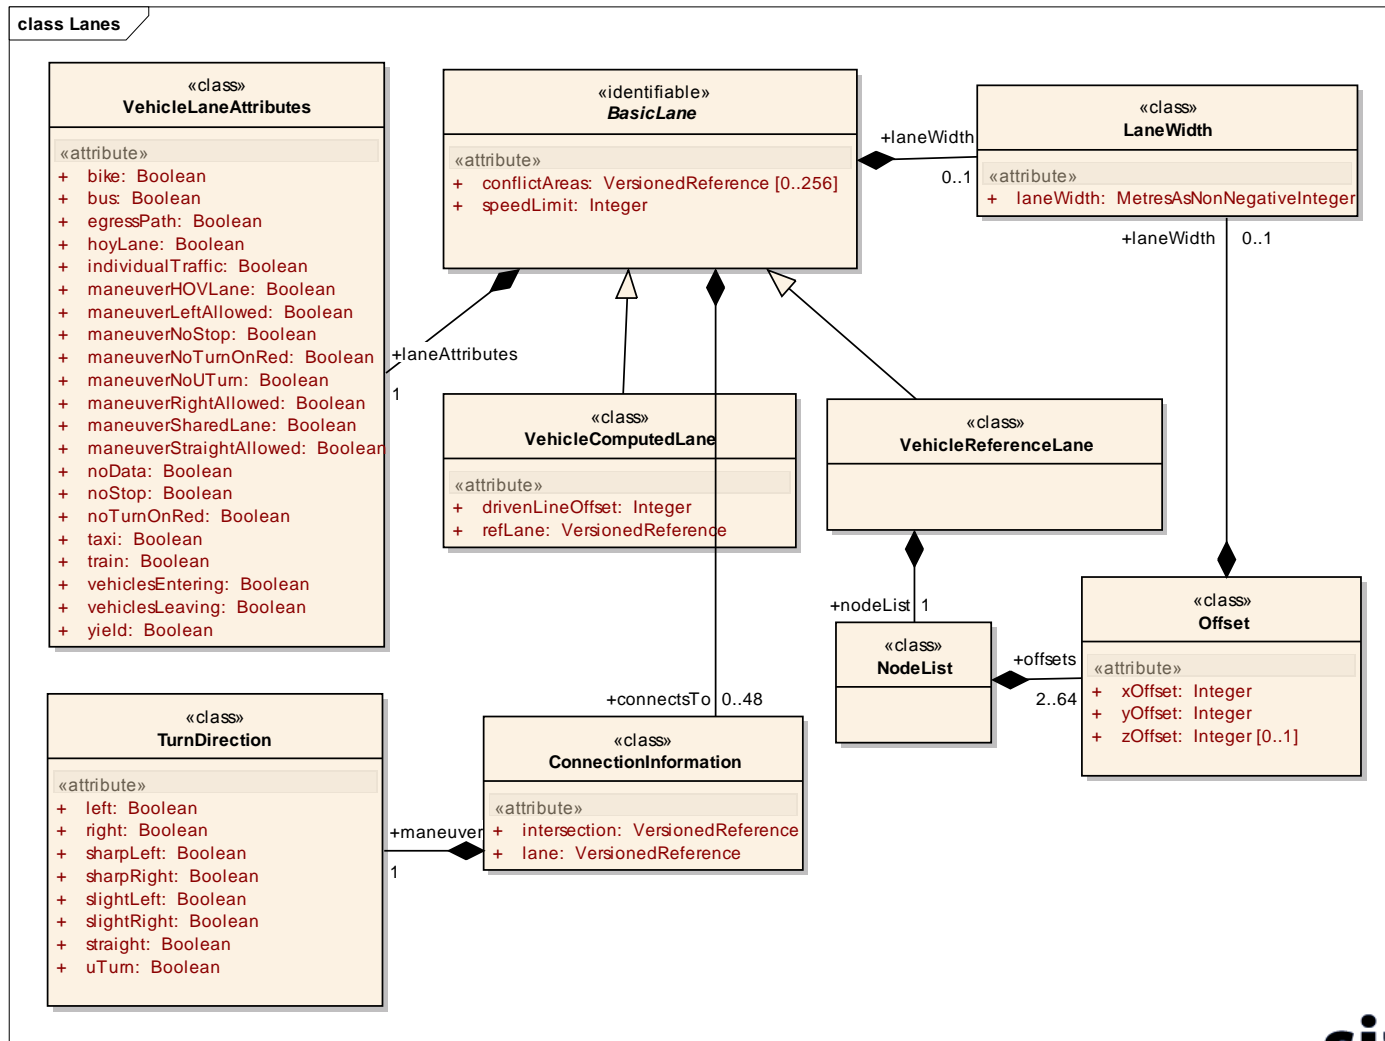 class Lanes
«class»
VehicleLaneAttributes
«attribute»
+ bike: Boolean
+ bus: Boolean
+ egressPath: Boolean
+ hoyLane: Boolean
+ individualTraffic: Boolean
+ maneuverHOVLane: Boolean
+ maneuverLeftAllowed: Boolean
+ maneuverNoStop: Boolean
+ maneuverNoTurnOnRed: Boolean
+ maneuverNoUTurn: Boolean
+ maneuverRightAllowed: Boolean
+ maneuverSharedLane: Boolean
+ maneuverStraightAllowed: Boolean
+ noData: Boolean
+ noStop: Boolean
+ noTurnOnRed: Boolean
+ taxi: Boolean
+ train: Boolean
+ vehiclesEntering: Boolean
+ vehiclesLeaving: Boolean
+ yield: Boolean
«identifiable»
BasicLane
«attribute»
+ conflictAreas: VersionedReference [0..256]
+ speedLimit: Integer
+laneWidth
0..1
«class»
LaneWidth
«attribute»
+ laneWidth: MetresAsNonNegativeInteger
+laneWidth 0..1
+laneAttributes
1
«class»
VehicleComputedLane
«attribute»
+ drivenLineOffset: Integer
+ refLane: VersionedReference
«class»
VehicleReferenceLane
+nodeList 1
«class»
NodeList
+offsets
2..64
«class»
Offset
«attribute»
+ xOffset: Integer
+ yOffset: Integer
+ zOffset: Integer [0..1]
+connectsTo 0..48
«class»
ConnectionInformation
«attribute»
+ intersection: VersionedReference
+ lane: VersionedReference
+maneuver
1
«class»
TurnDirection
«attribute»
+ left: Boolean
+ right: Boolean
+ sharpLeft: Boolean
+ sharpRight: Boolean
+ slightLeft: Boolean
+ slightRight: Boolean
+ straight: Boolean
+ uTurn: Boolean